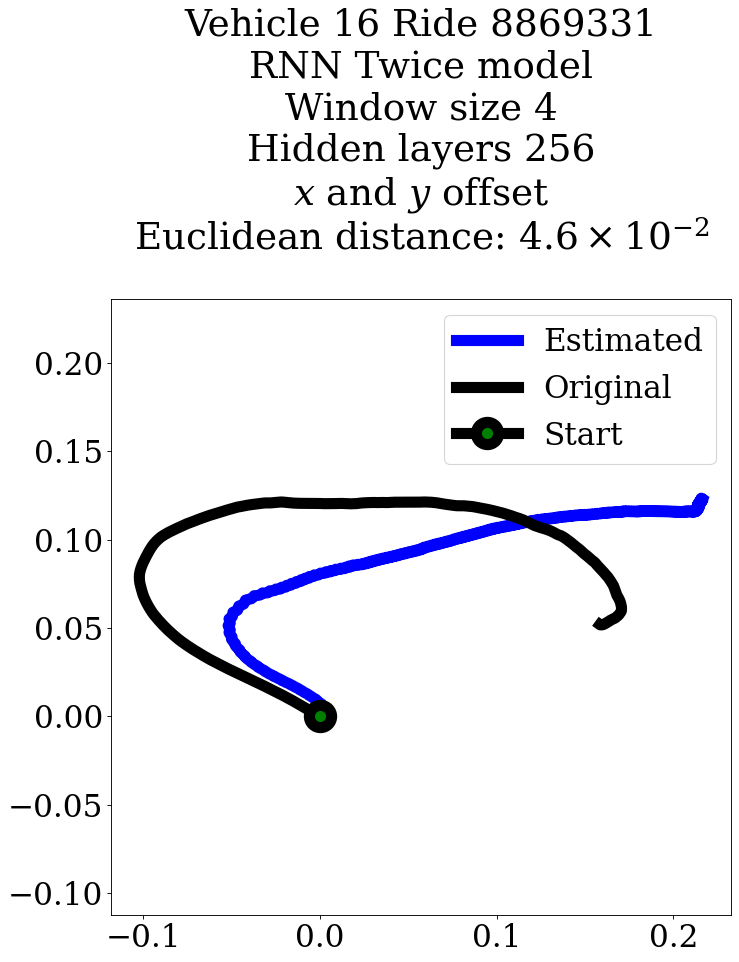 Vehicle 16 Ride 8869331
RNN Twice model
Window size 4
Hidden layers 256
x and y offset
Euclidean distance: 4.6 × 10⁻²
Estimated
Original
Start
0.20
0.15
0.10
0.05
0.00
−0.05
−0.10
−0.1 0.0 0.1 0.2